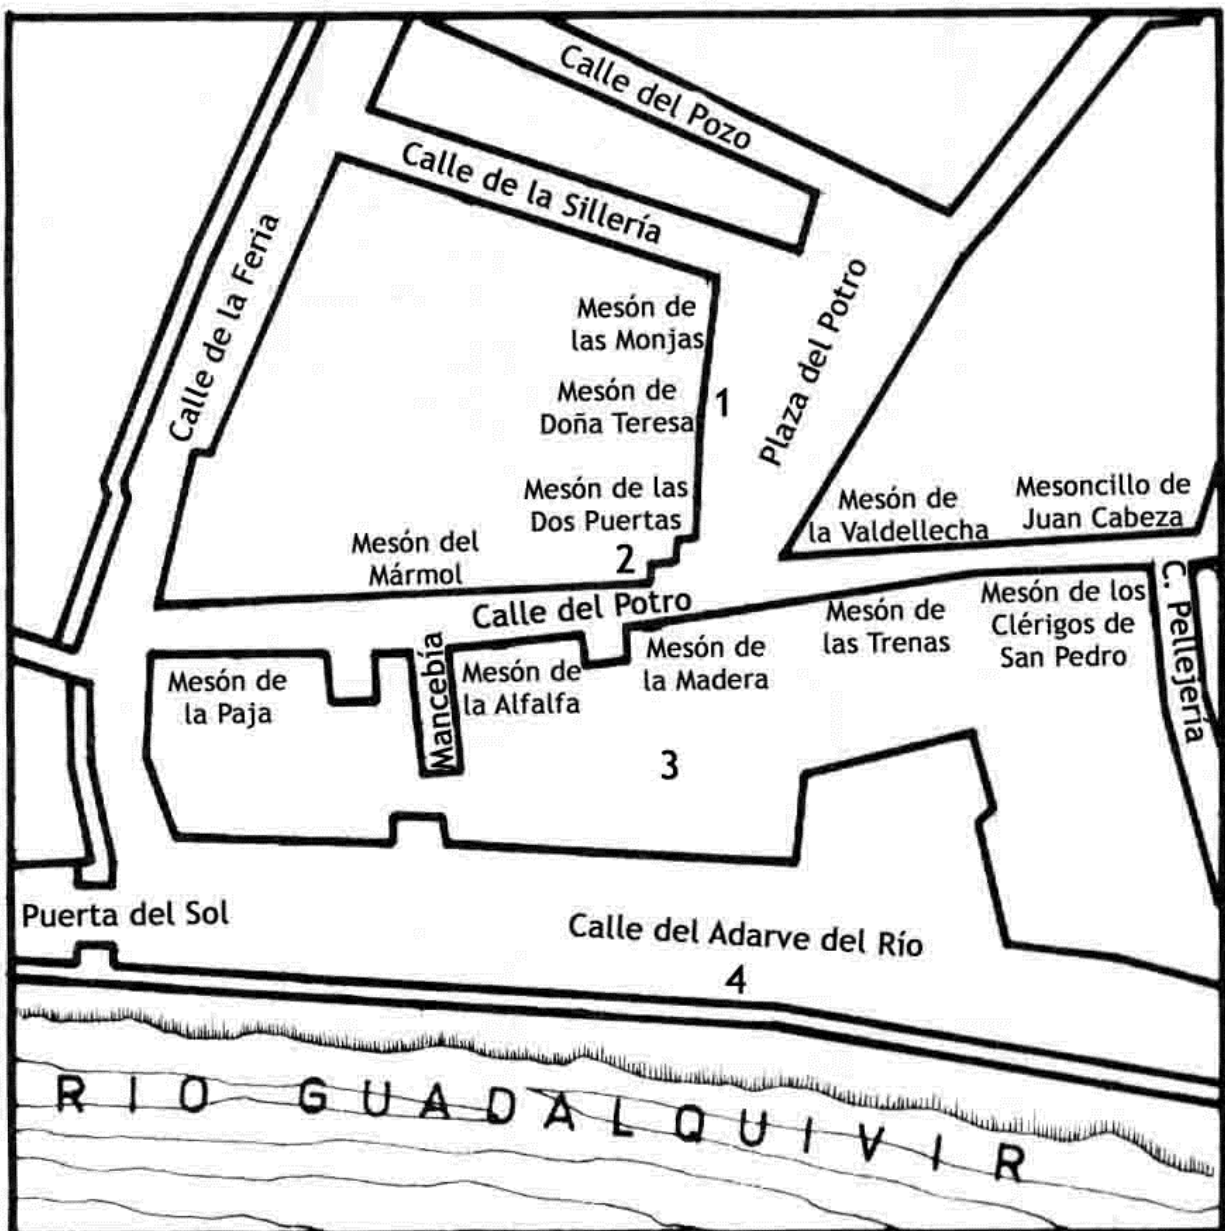 Calle del Pozo
Calle de la Sillería
Calle de la Feria
Mesón de
las Monjas
Plaza del Potro
Mesón de
Doña Teresa
1
Mesón de las
Dos Puertas
Mesón de
la Valdellecha
Mesoncillo de
Juan Cabeza
Mesón del
Mármol
2
Calle del Potro
C. Pellejería
Mesón de
la Paja
Mancebía
Mesón de
la Alfalfa
Mesón de
la Madera
Mesón de
las Trenas
Mesón de los
Clérigos de
San Pedro
3
Puerta del Sol
Calle del Adarve del Río
4
RIO GUADALQUIVIR